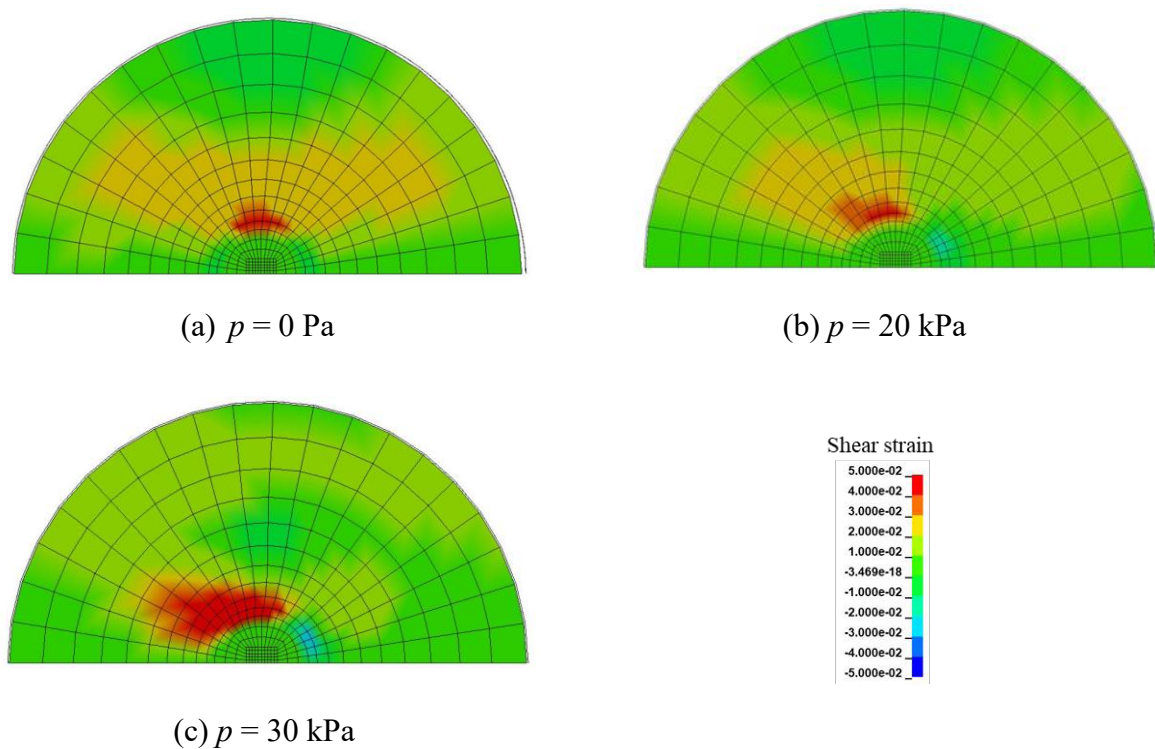 (a) p = 0 Pa
(b) p = 20 kPa
Shear strain
5.000e-02
4.000e-02
3.000e-02
2.000e-02
1.000e-02
-3.469e-18
-1.000e-02
-2.000e-02
-3.000e-02
-4.000e-02
-5.000e-02
(c) p = 30 kPa